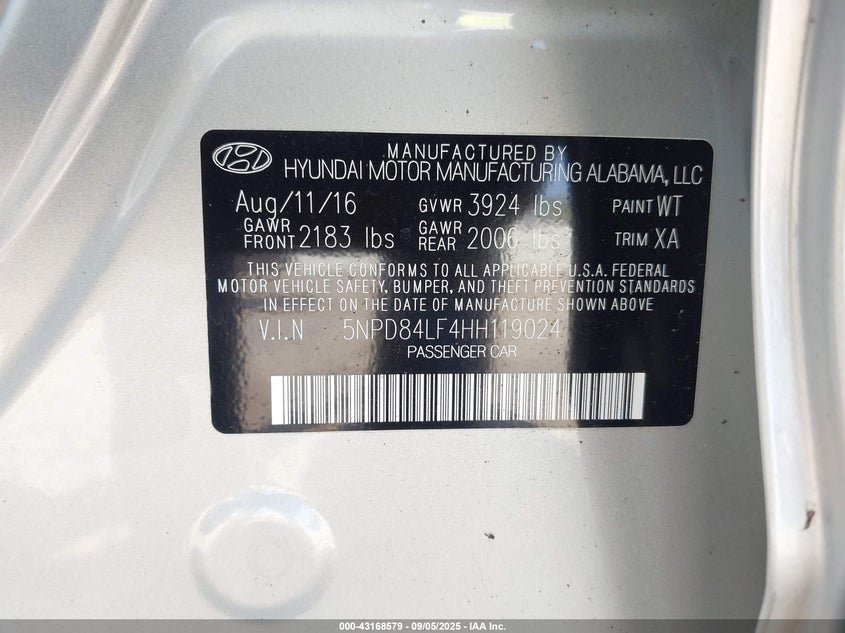 MANUFACTURED BY
HYUNDAI MOTOR MANUFACTURING ALABAMA, LLC
Aug/11/16 GVWR 3924 lbs PAINT WT
GAWR FRONT 2183 lbs GAWR REAR 2006 lbs TRIM XA
THIS VEHICLE CONFORMS TO ALL APPLICABLE U.S.A. FEDERAL
MOTOR VEHICLE SAFETY, BUMPER, AND THEFT PREVENTION STANDARDS
IN EFFECT ON THE DATE OF MANUFACTURE SHOWN ABOVE
V.I.N 5NPD84LF4HH119024
PASSENGER CAR
000-43168579 - 09/05/2025 - IAA Inc.